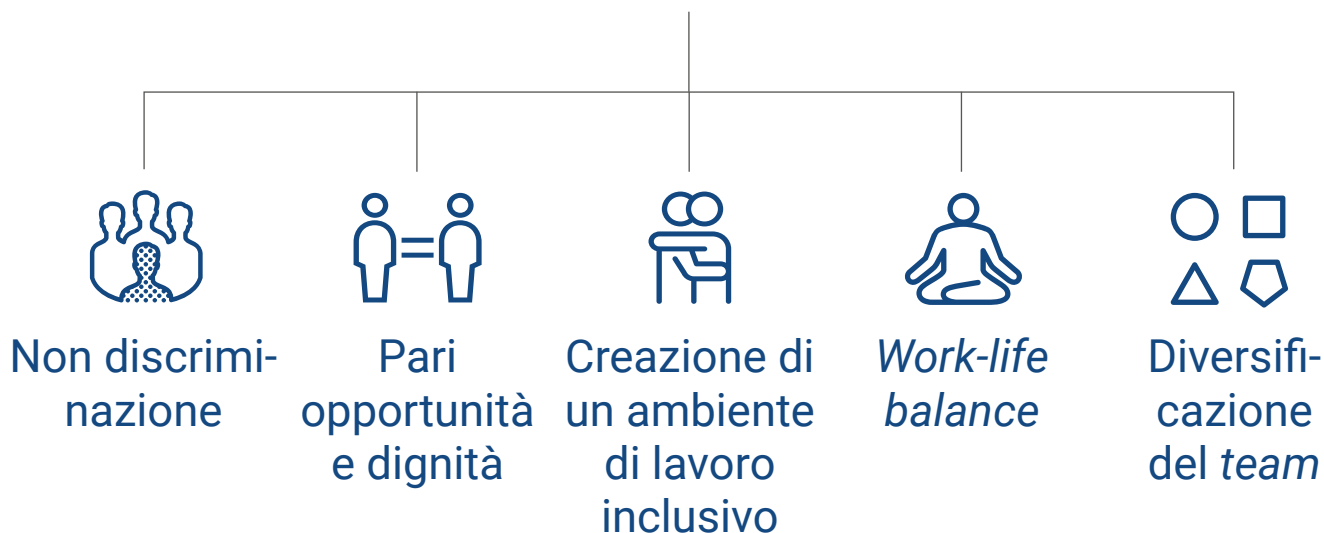 Non discrimi-
nazione
Pari
opportunità
e dignità
Creazione di
un ambiente
di lavoro
inclusivo
Work-life
balance
Diversifi-
cazione
del team